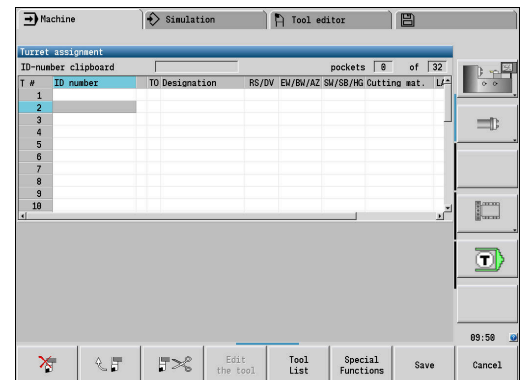 Machine Simulation Tool editor
Turret assignment
ID-number clipboard pockets 0 of 32
T # ID number TO Designation RS/DV EW/BW/AZ SW/SB/HG Cutting mat. LA
1
2
3
4
5
6
7
8
9
10
T
09:50
Edit the tool
Tool List
Special Functions
Save
Cancel